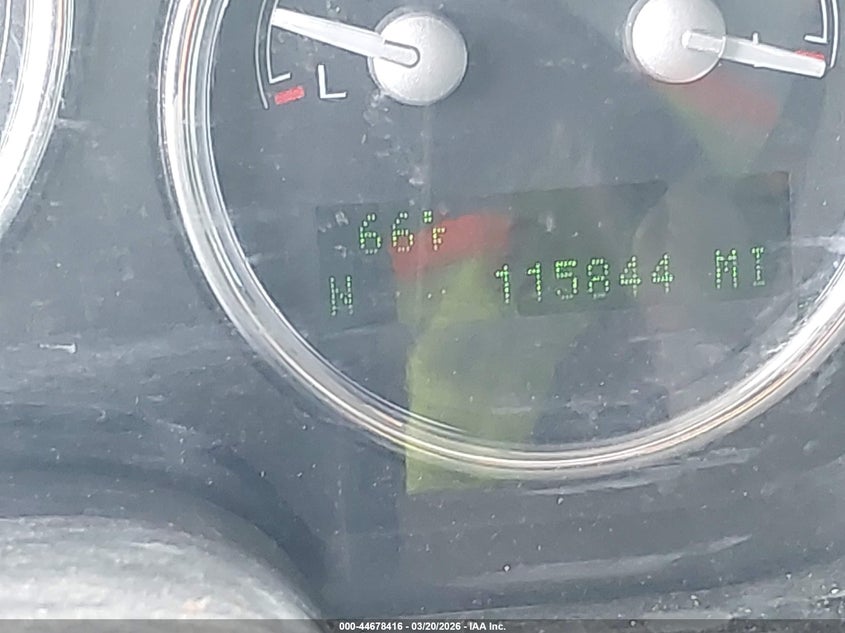 L
66°F
N 115844 MI
000-44678416 - 03/20/2026 - IAA Inc.